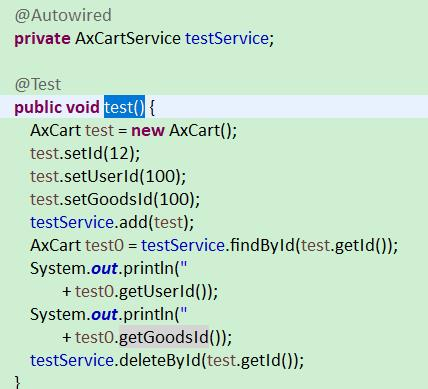 @Autowired
private AxCartService testService;
@Test
public void test() {
AxCart test = new AxCart();
test.setId(12);
test.setUserId(100);
test.setGoodsId(100);
testService.add(test);
AxCart test0 = testService.findById(test.getId());
System.out.println("
+ test0.getUserId());
System.out.println("
+ test0.getGoodsId());
testService.deleteById(test.getId());
}